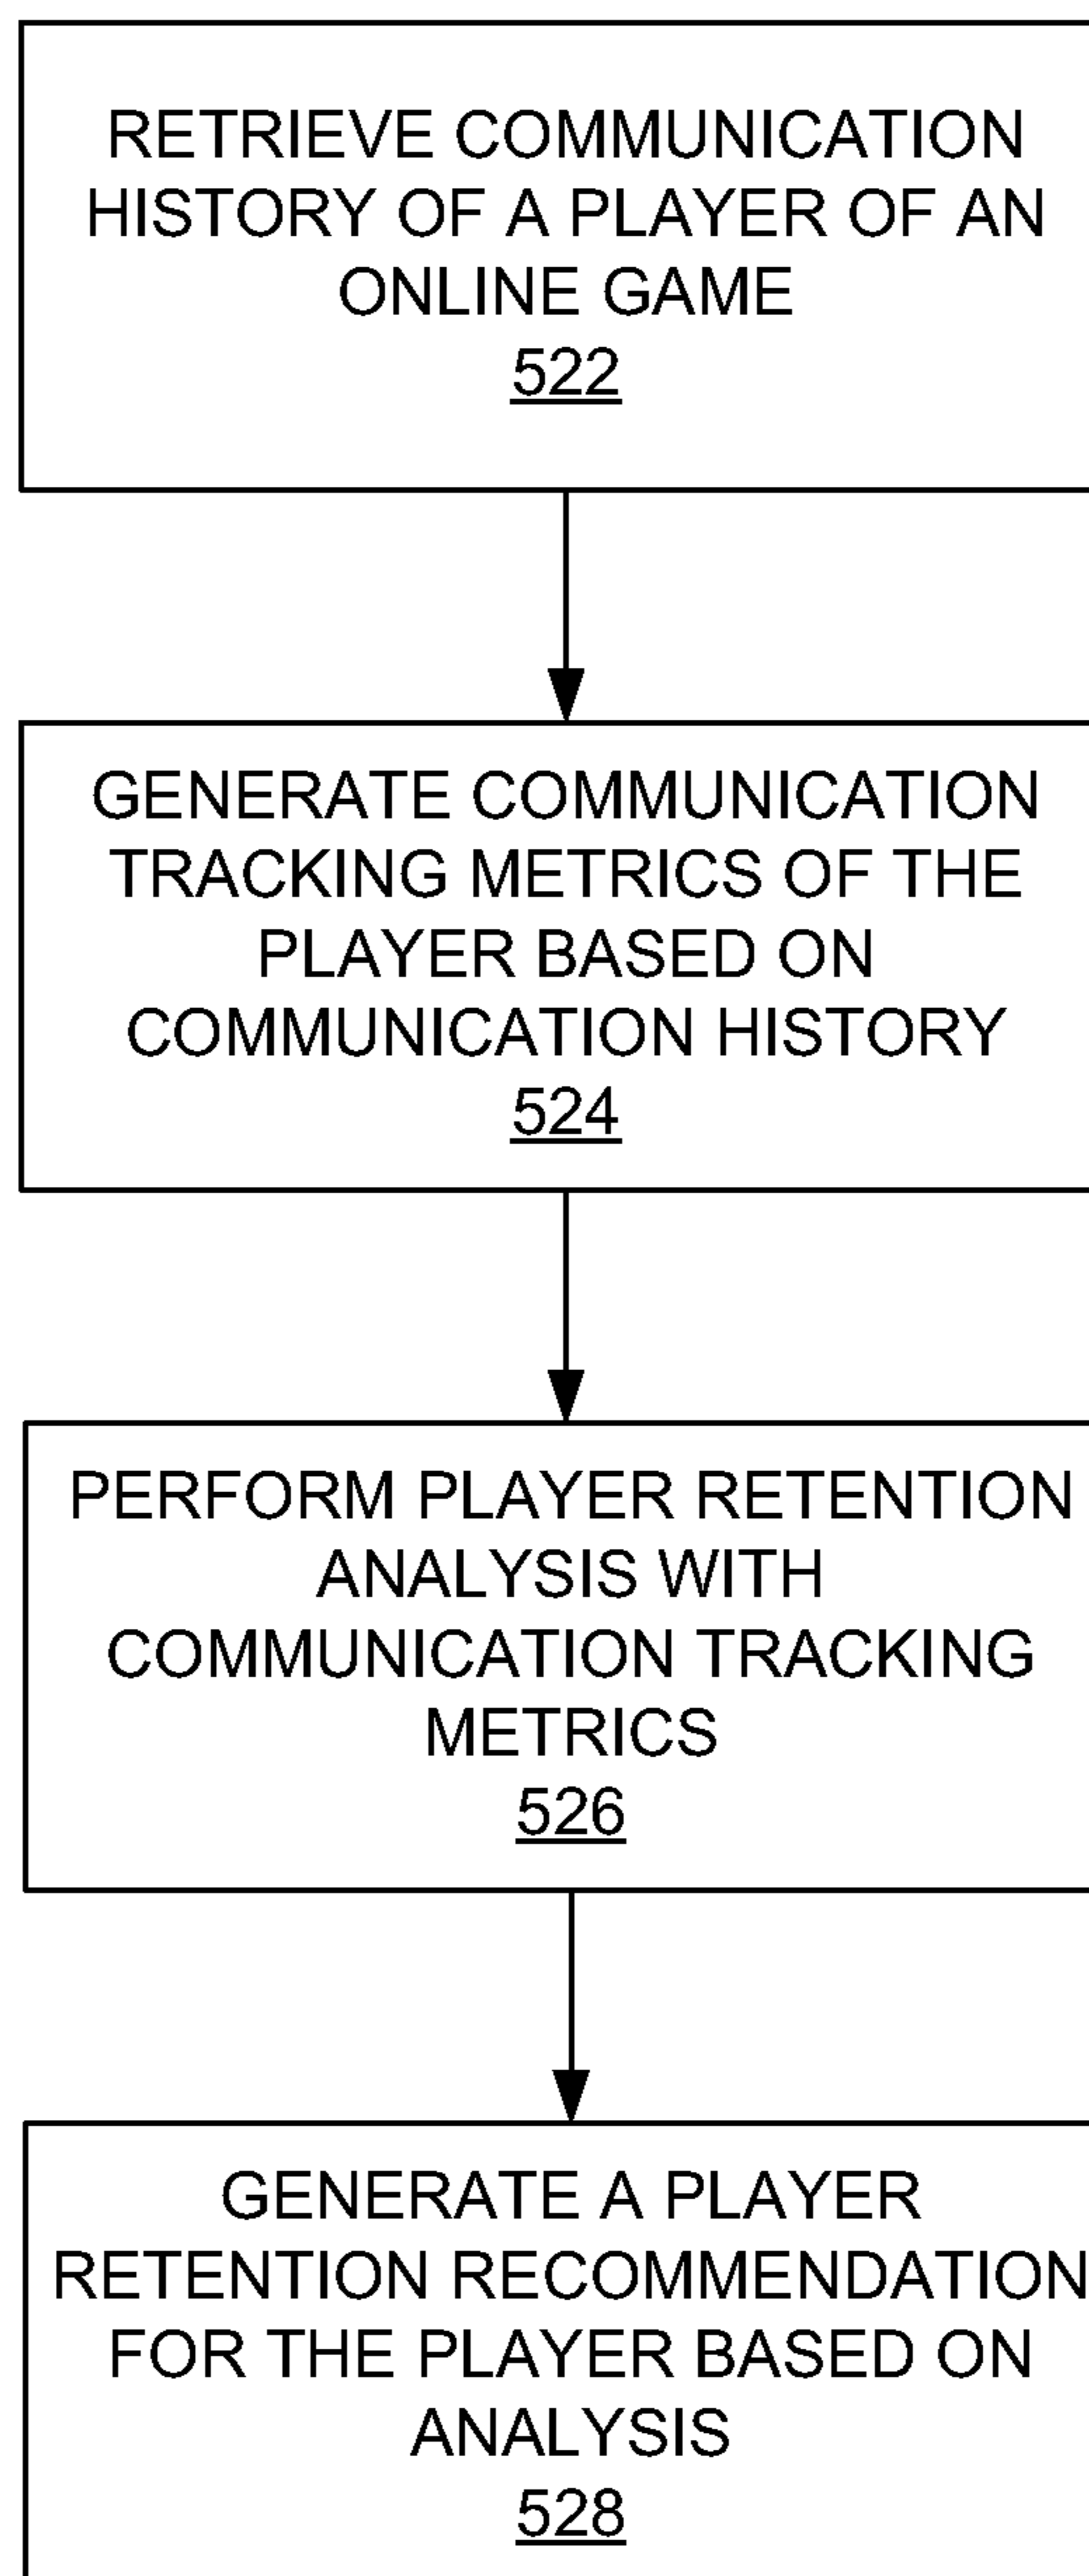 RETRIEVE COMMUNICATION
HISTORY OF A PLAYER OF AN
ONLINE GAME
522
GENERATE COMMUNICATION
TRACKING METRICS OF THE
PLAYER BASED ON
COMMUNICATION HISTORY
524
PERFORM PLAYER RETENTION
ANALYSIS WITH
COMMUNICATION TRACKING
METRICS
526
GENERATE A PLAYER
RETENTION RECOMMENDATION
FOR THE PLAYER BASED ON
ANALYSIS
528